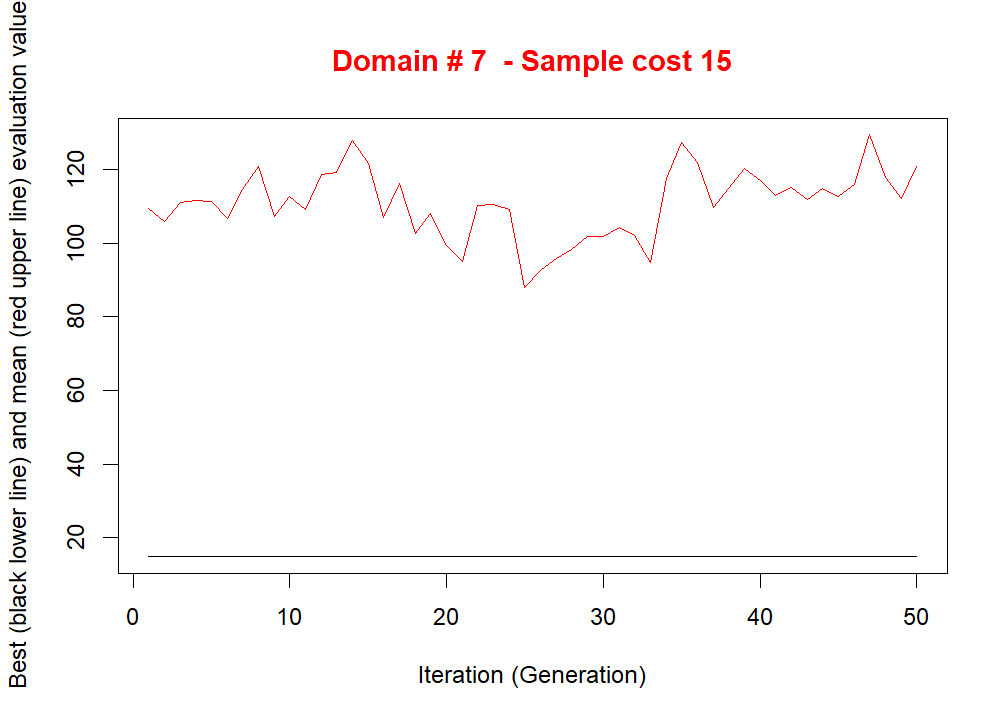 Domain # 7  - Sample cost 15
Best (black lower line) and mean (red upper line) evaluation value
120
100
80
60
40
20
0 10 20 30 40 50
Iteration (Generation)